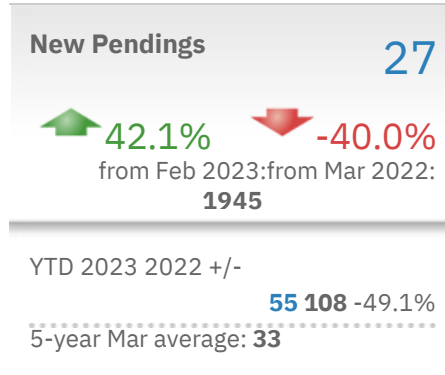 New Pendings
27
42.1% -40.0%
from Feb 2023:from Mar 2022:
1945
YTD 2023 2022 +/-
55 108 -49.1%
5-year Mar average: 33